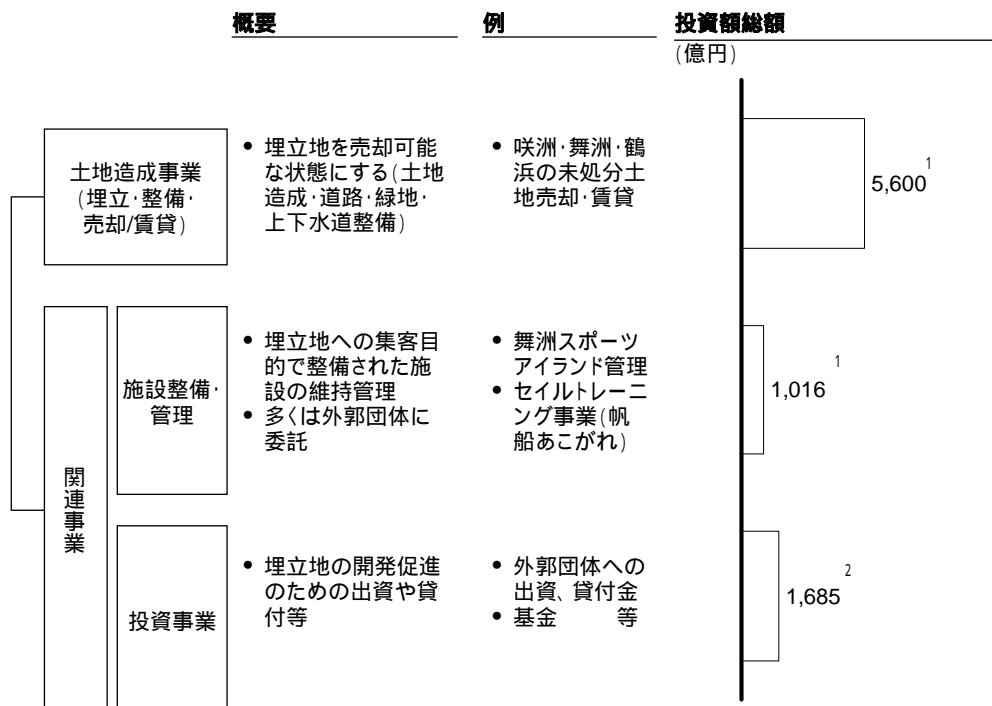 概要
例
投資額総額
(億円)
土地造成事業
(埋立･整備･
売却/賃貸)
• 埋立地を売却可能
な状態にする(土地
造成･道路･緑地･
上下水道整備)
• 咲洲･舞洲･鶴
浜の未処分土
地売却･賃貸
5,600 1
関連事業
施設整備･
管理
• 埋立地への集客目
的で整備された施
設の維持管理
• 多くは外郭団体に
委託
• 舞洲スポーツ
アイランド管理
• セイルトレーニ
ング事業(帆
船あこがれ)
1,016 1
投資事業
• 埋立地の開発促進
のための出資や貸
付等
• 外郭団体への
出資、貸付金
• 基金　　等
1,685 2